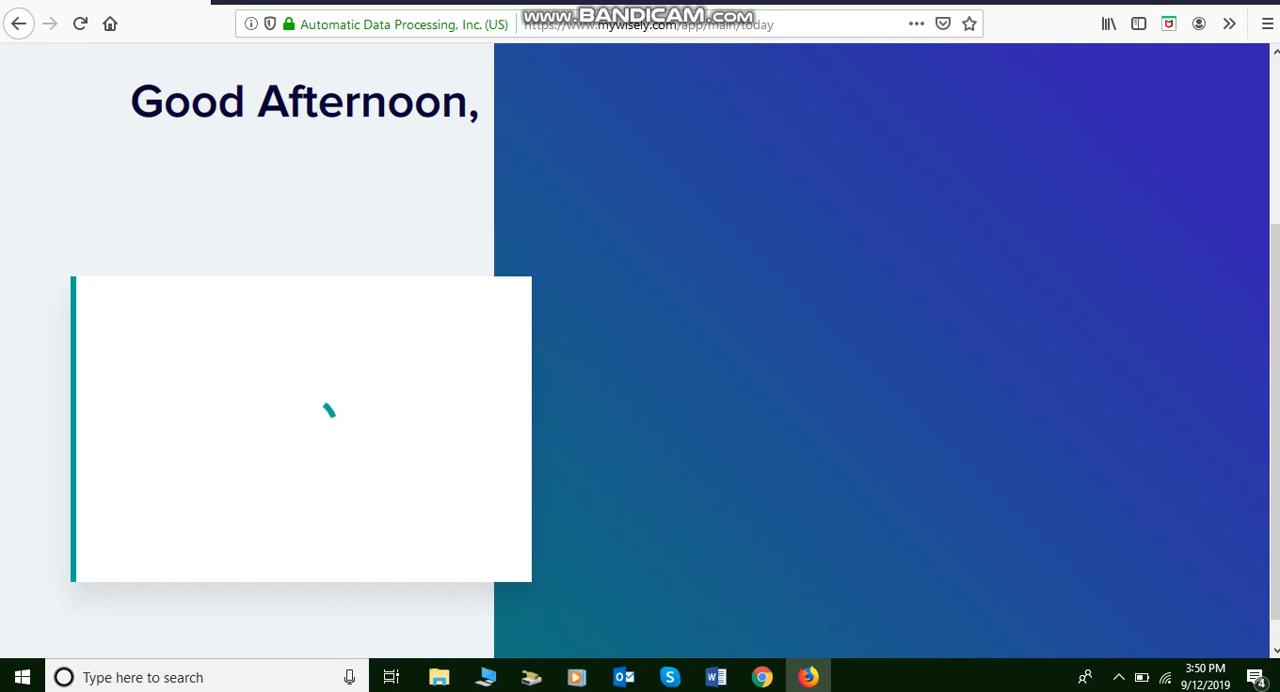 www.BANDICAM.com
Automatic Data Processing, Inc. (US)
https://www.mywisely.com/app/main/today
Good Afternoon,
Type here to search
3:50 PM
9/12/2019
4